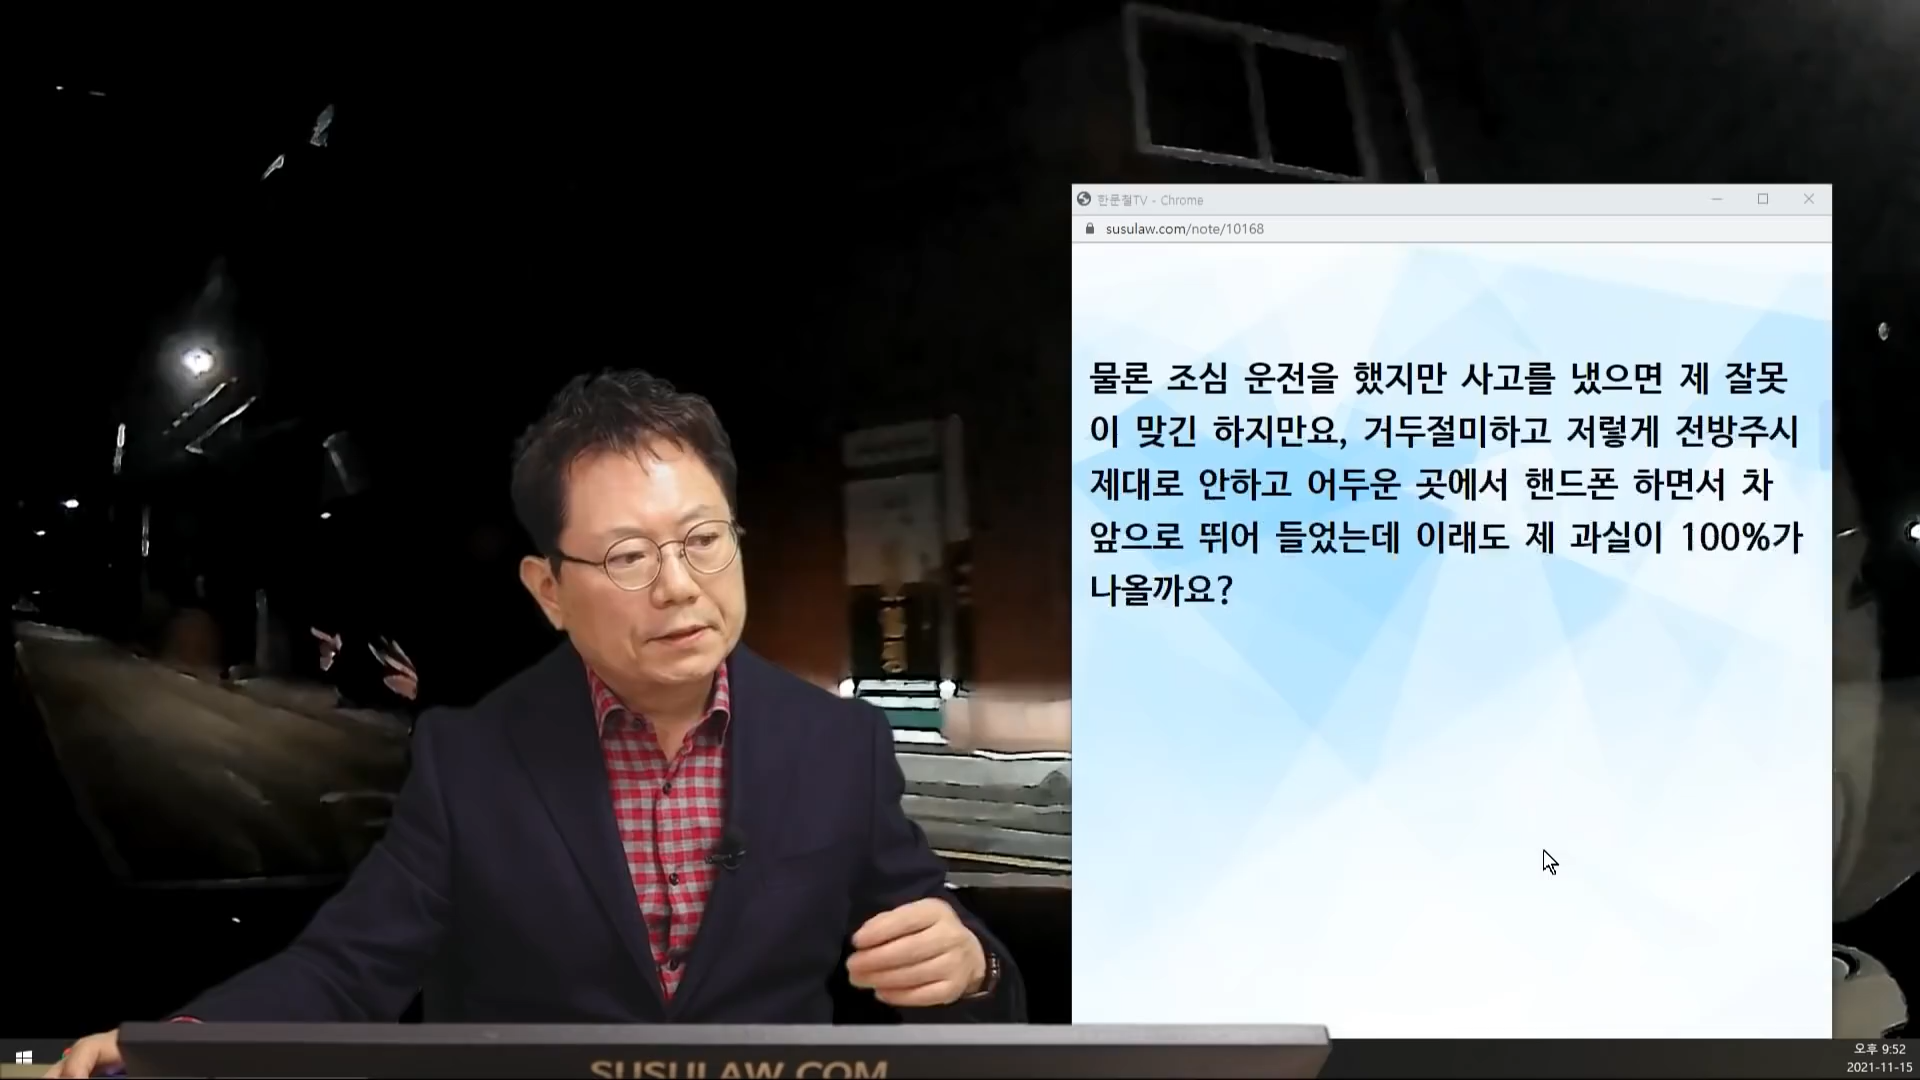 한문철TV - Chrome
susulaw.com/note/10168
물론 조심 운전을 했지만 사고를 냈으면 제 잘못
이 맞긴 하지만요, 거두절미하고 저렇게 전방주시
제대로 안하고 어두운 곳에서 핸드폰 하면서 차
앞으로 뛰어 들었는데 이래도 제 과실이 100%가
나올까요?
SUSULAW.COM
오후 9:52
2021-11-15